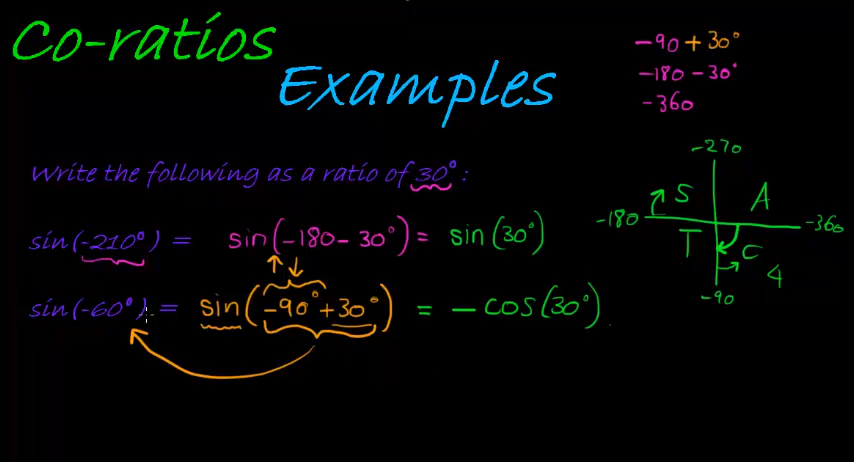 Co-ratios
Examples
-90 + 30°
-180 - 30°
-360
Write the following as a ratio of 30°:
sin(-210°) = sin(-180 - 30°) = sin(30°)
sin(-60°) = sin(-90° + 30°) = - cos(30°)
-270
S A
-180 -360
T C
4
-90